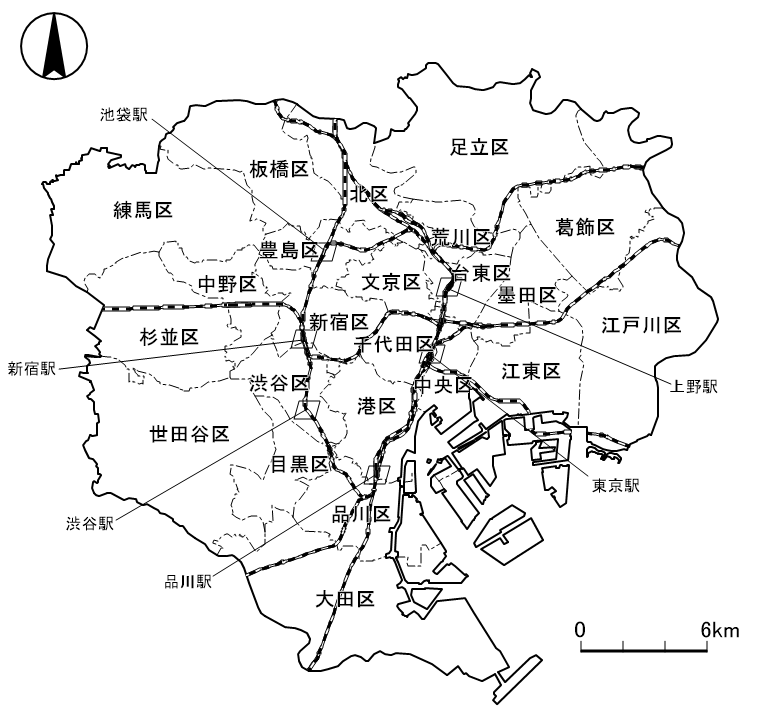 池袋駅
足立区
板橋区
北区
練馬区
荒川区
葛飾区
豊島区
台東区
中野区
文京区
墨田区
新宿区
江戸川区
杉並区
千代田区
新宿駅
江東区
渋谷区
中央区
上野駅
港区
世田谷区
目黒区
東京駅
品川区
渋谷駅
品川駅
大田区
0 6km